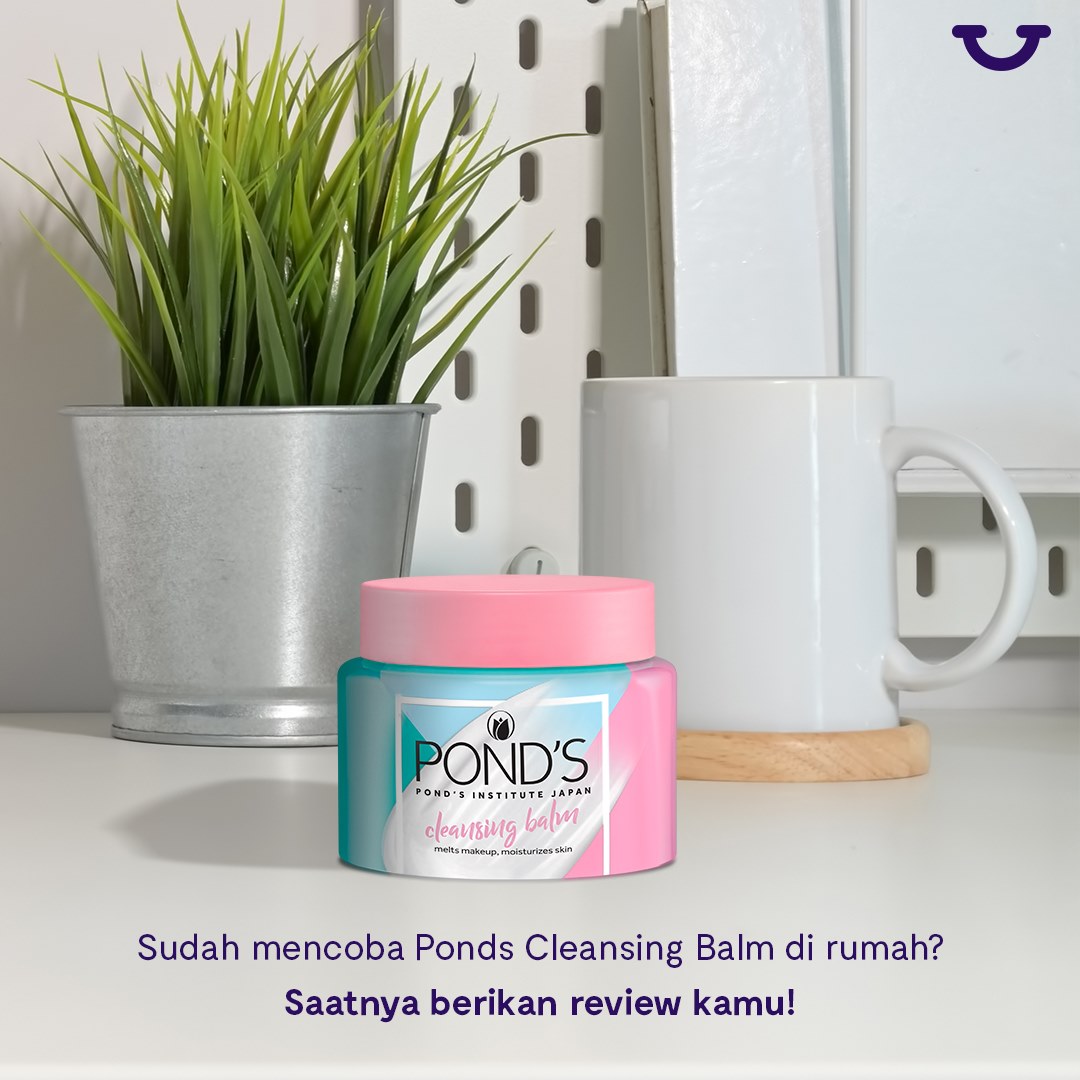 POND'S
POND'S INSTITUTE JAPAN
cleansing balm
melts makeup, moisturizes skin
Sudah mencoba Ponds Cleansing Balm di rumah?
Saatnya berikan review kamu!